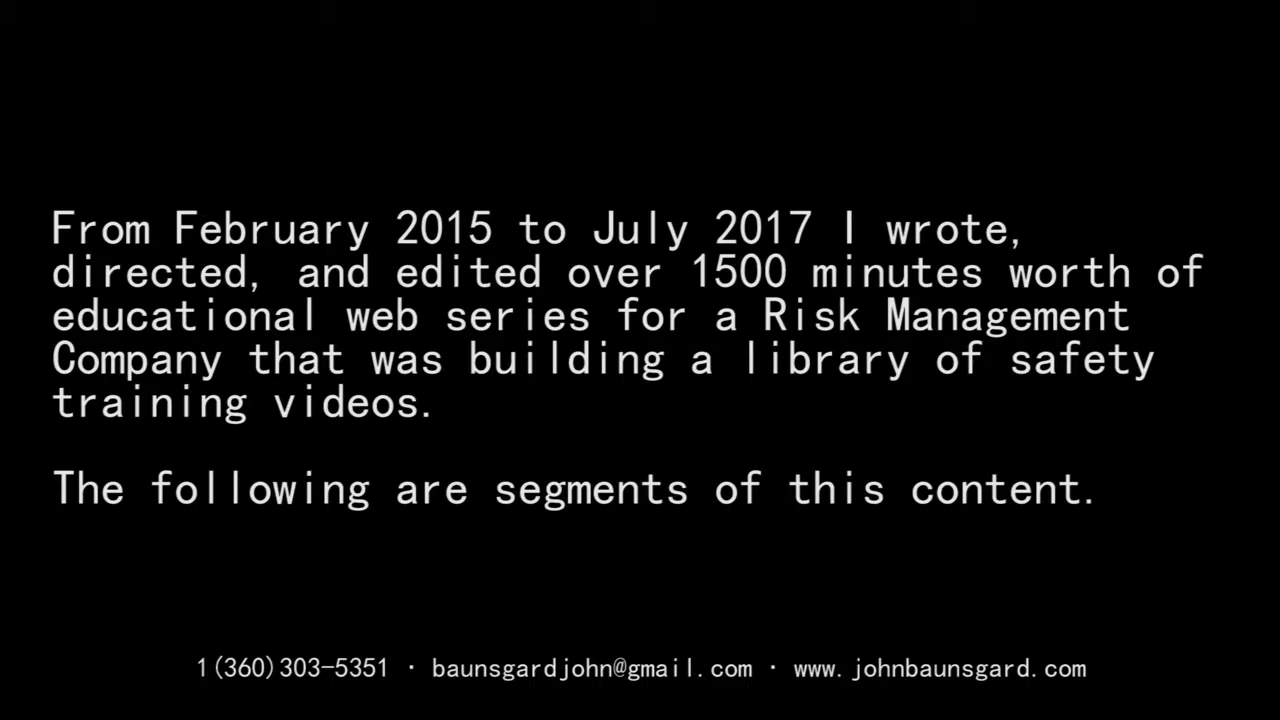 From February 2015 to July 2017 I wrote,
directed, and edited over 1500 minutes worth of
educational web series for a Risk Management
Company that was building a library of safety
training videos.
The following are segments of this content.
1(360)303-5351 · baunsgardjohn@gmail.com · www.johnbaunsgard.com